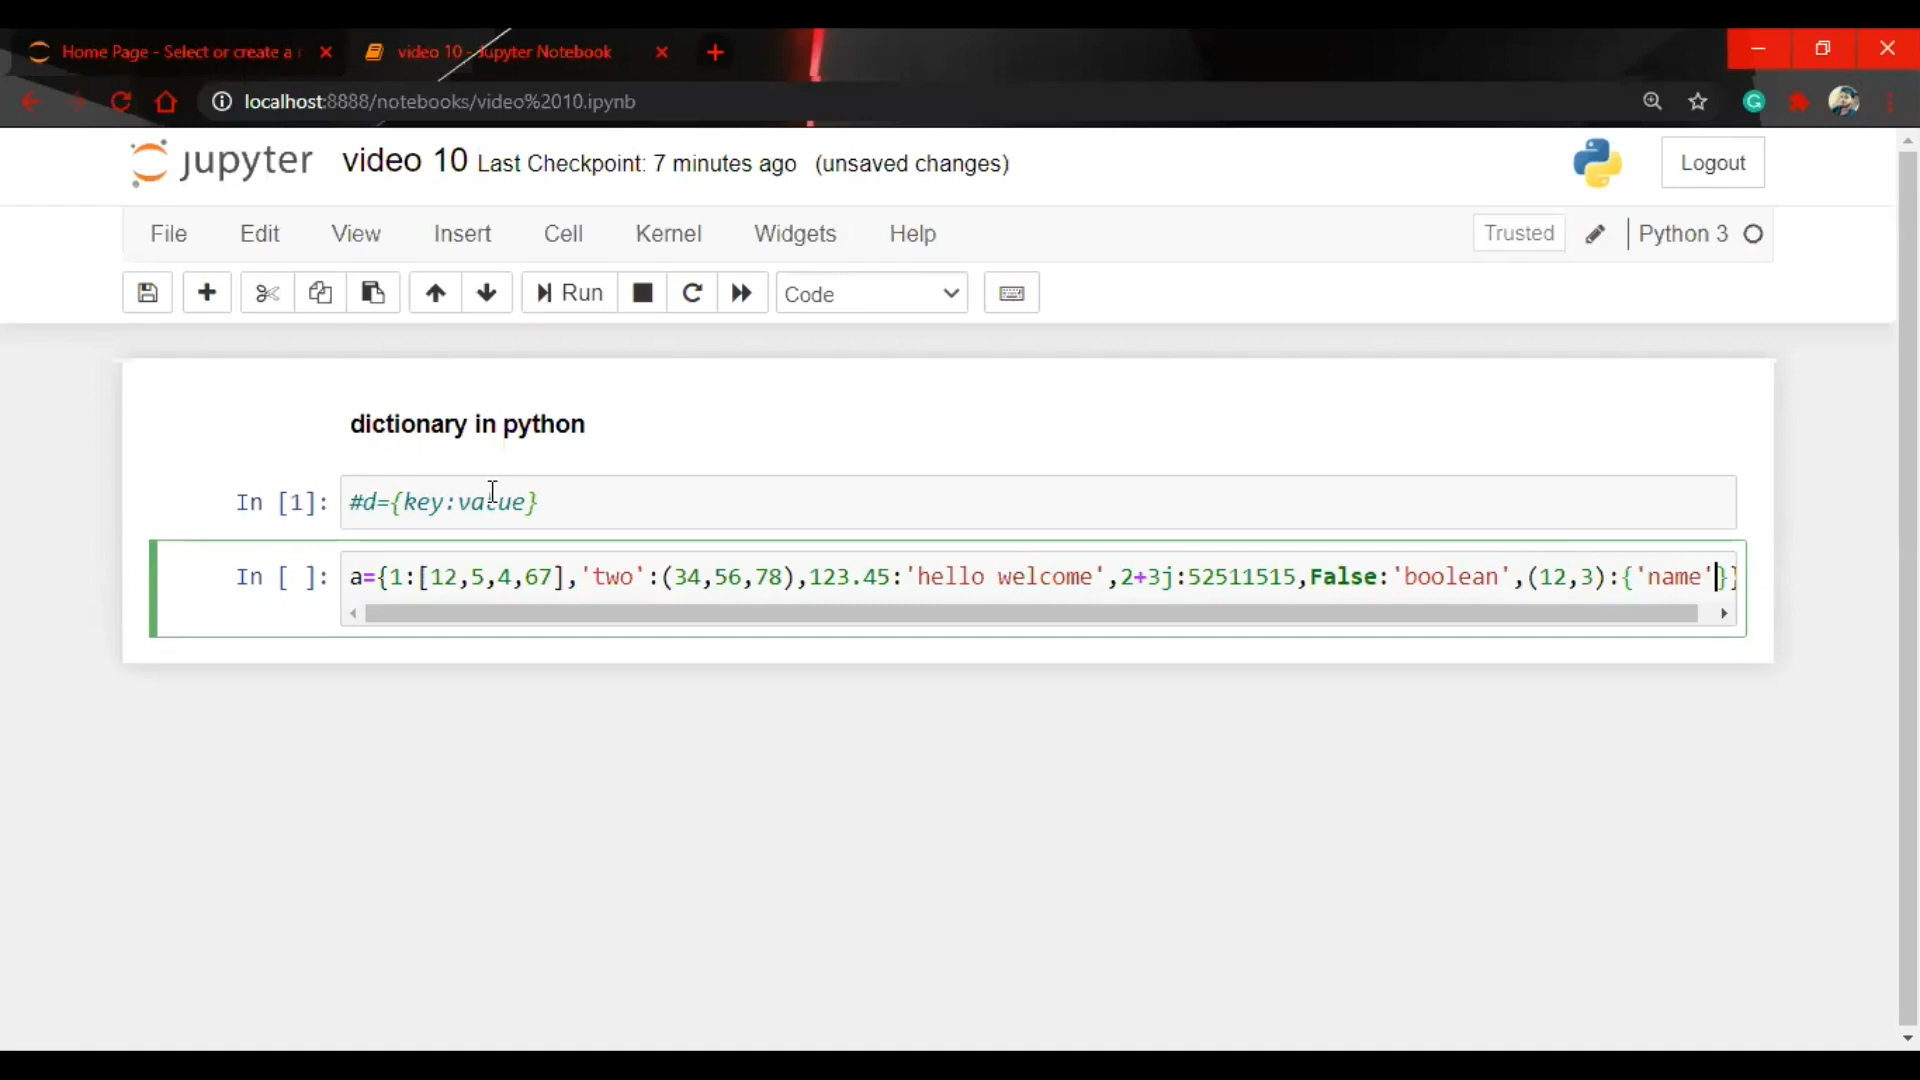 Home Page - Select or create a n
video 10 - Jupyter Notebook
localhost:8888/notebooks/video%2010.ipynb
jupyter video 10 Last Checkpoint: 7 minutes ago (unsaved changes)
Logout
File Edit View Insert Cell Kernel Widgets Help
Trusted Python 3
Run Code
dictionary in python
In [1]: #d={key:value}
In [ ]: a={1:[12,5,4,67],'two':(34,56,78),123.45:'hello welcome',2+3j:52511515,False:'boolean',(12,3):{'name'}}